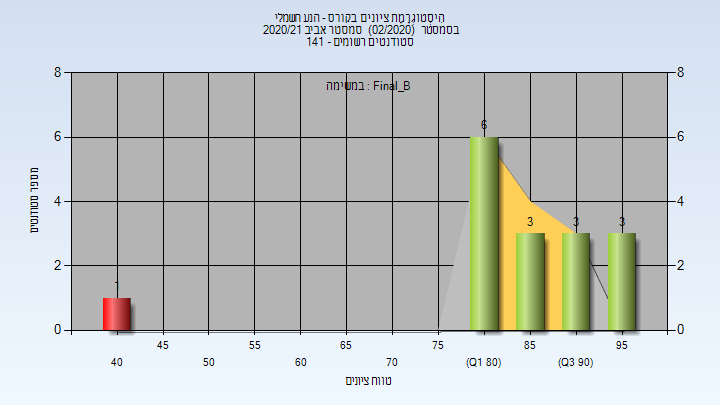 היסטוגרמת ציונים בקורס - הנע חשמלי
בסמסטר (02/2020) סמסטר אביב 2020/21
סטודנטים רשומים - 141
במשימה : Final_B
מספר סטודנטים
8 8
6 6
4 4
2 2
0 0
1 6 3 3 3
45 55 65 75 85 95
40 50 60 70 (Q1 80) (Q3 90)
טווח ציונים